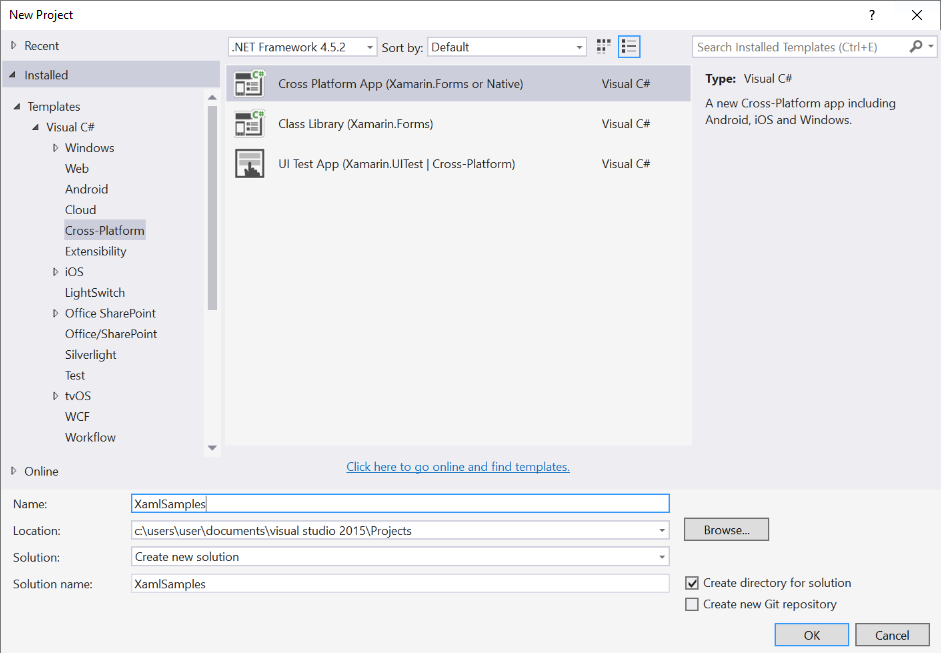 New Project
?
Recent
.NET Framework 4.5.2
Sort by:
Default
Search Installed Templates (Ctrl+E)
Installed
Templates
Visual C#
Windows
Web
Android
Cloud
Cross-Platform
Extensibility
iOS
LightSwitch
Office SharePoint
Office/SharePoint
Silverlight
Test
tvOS
WCF
Workflow
Online
C#
Cross Platform App (Xamarin.Forms or Native) Visual C#
C#
Class Library (Xamarin.Forms) Visual C#
UI Test App (Xamarin.UITest | Cross-Platform) Visual C#
Type: Visual C#
A new Cross-Platform app including
Android, iOS and Windows.
Click here to go online and find templates.
Name: XamlSamples
Location: c:\users\user\documents\visual studio 2015\Projects
Browse...
Solution: Create new solution
Solution name: XamlSamples
Create directory for solution
Create new Git repository
OK
Cancel